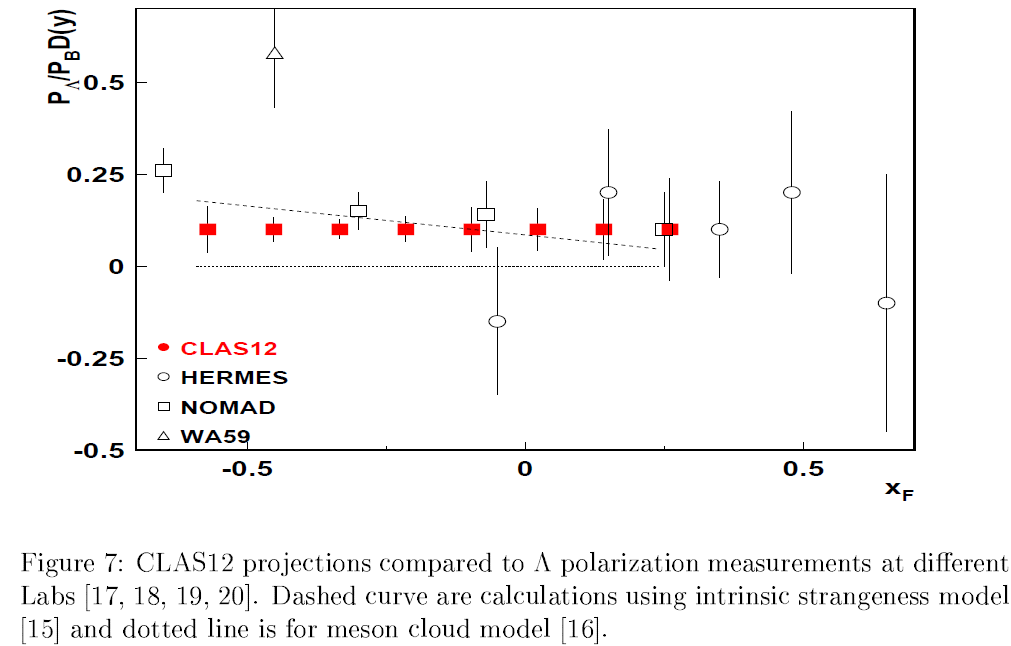 P_Λ/P_B D(y)
0.5
0.25
0
-0.25
-0.5
CLAS12
HERMES
NOMAD
WA59
-0.5 0 0.5
x_F
Figure 7: CLAS12 projections compared to Λ polarization measurements at different
Labs [17, 18, 19, 20]. Dashed curve are calculations using intrinsic strangeness model
[15] and dotted line is for meson cloud model [16].